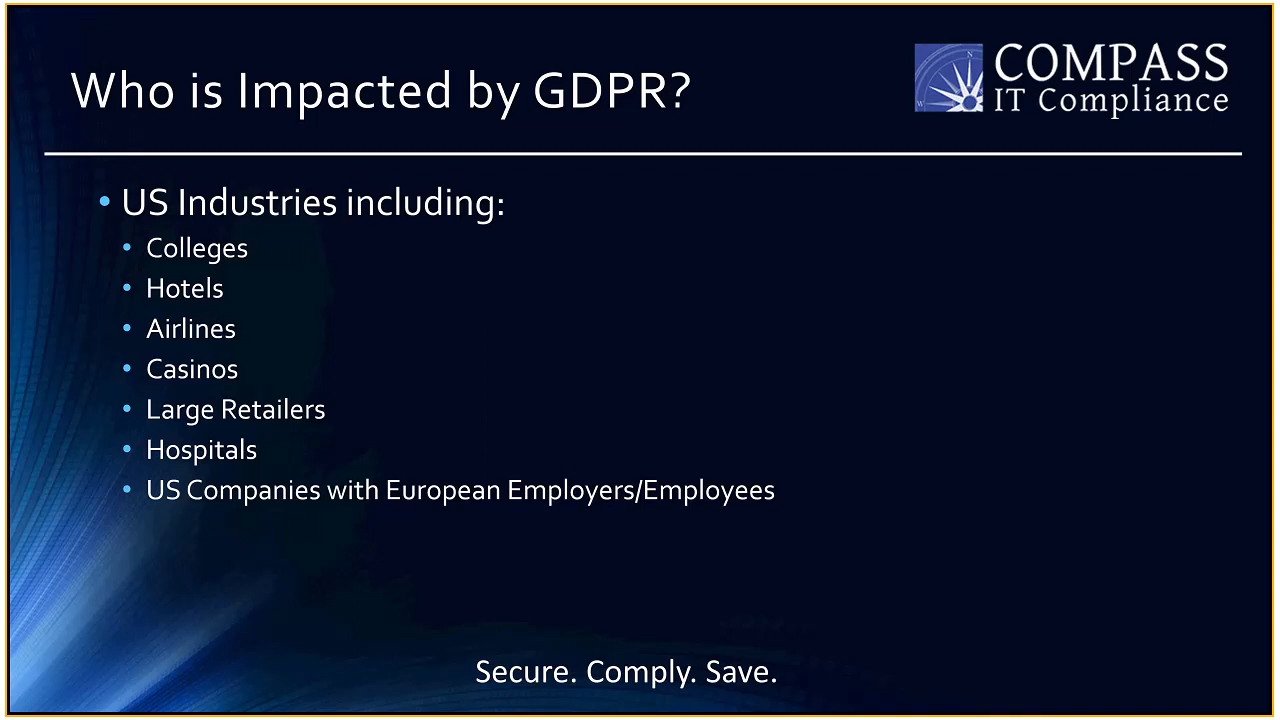 Who is Impacted by GDPR?
COMPASS
IT Compliance
• US Industries including:
• Colleges
• Hotels
• Airlines
• Casinos
• Large Retailers
• Hospitals
• US Companies with European Employers/Employees
Secure. Comply. Save.